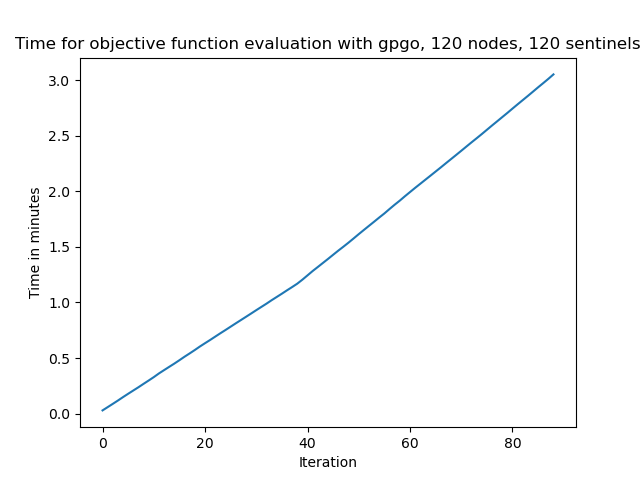 Time for objective function evaluation with gpgo, 120 nodes, 120 sentinels
3.0
2.5
2.0
1.5
1.0
0.5
0.0
Time in minutes
0 20 40 60 80
Iteration